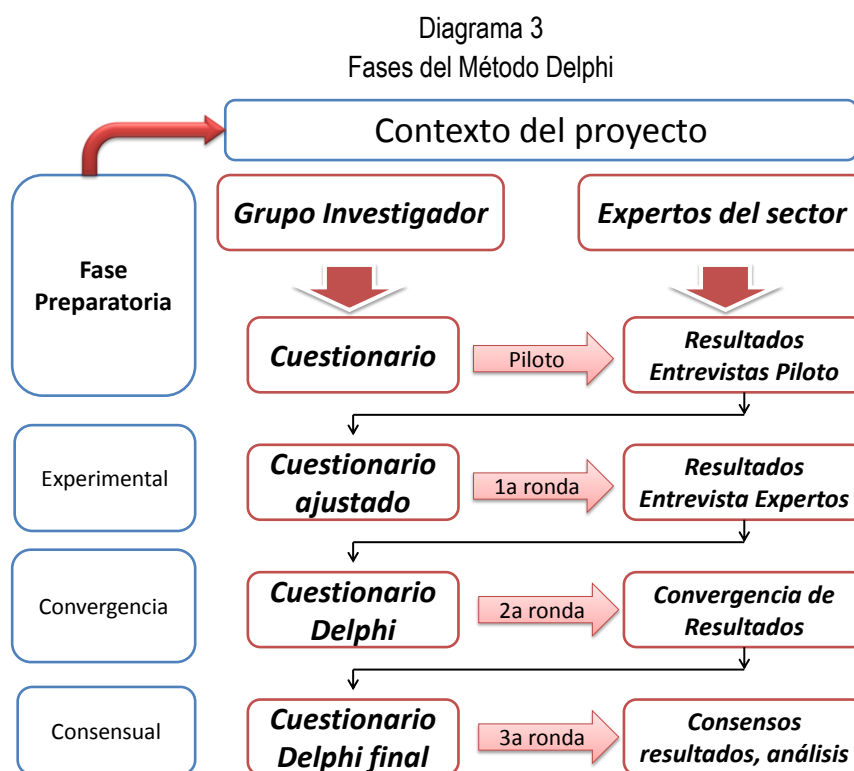 Diagrama 3
Fases del Método Delphi
Contexto del proyecto
Fase
Preparatoria
Grupo Investigador
Expertos del sector
Cuestionario
Piloto
Resultados
Entrevistas Piloto
Experimental
Cuestionario
ajustado
1a ronda
Resultados
Entrevista Expertos
Convergencia
Cuestionario
Delphi
2a ronda
Convergencia de
Resultados
Consensual
Cuestionario
Delphi final
3a ronda
Consensos
resultados, análisis